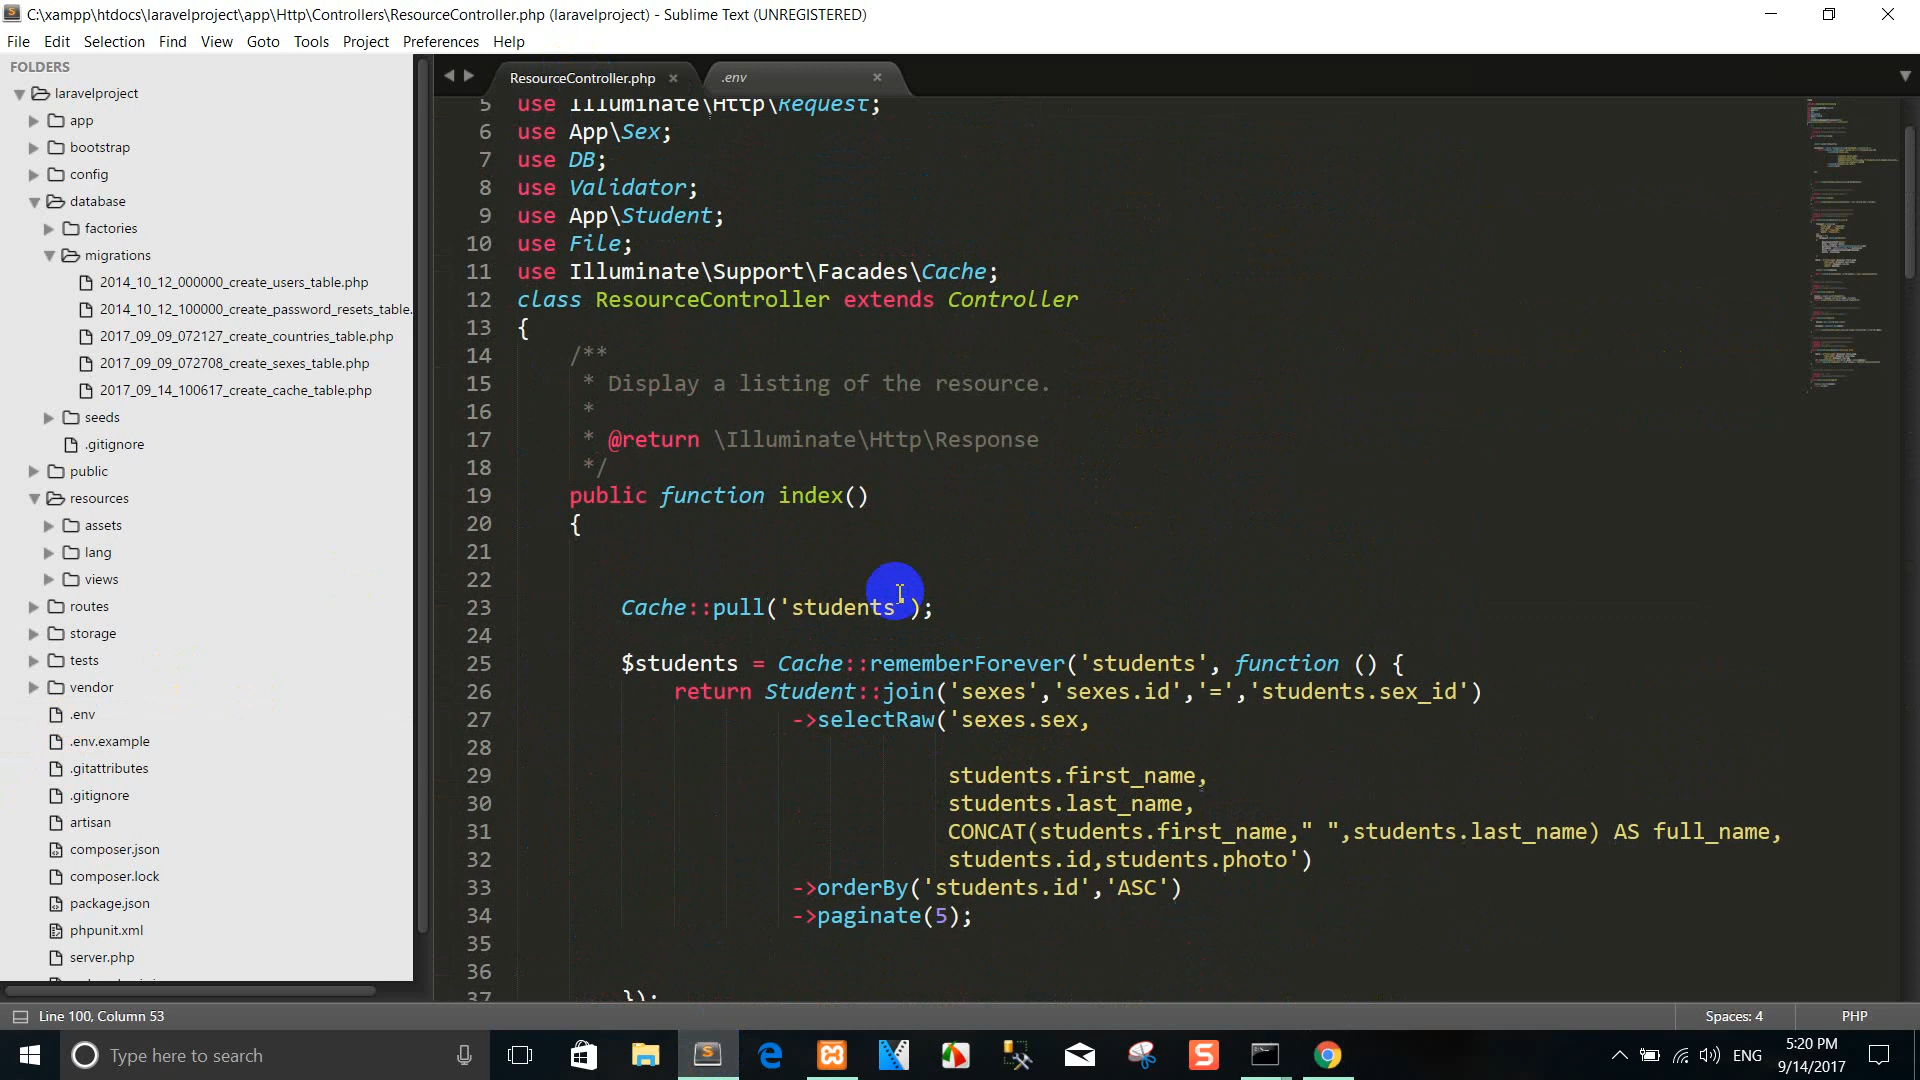 C:\xampp\htdocs\laravelproject\app\Http\Controllers\ResourceController.php (laravelproject) - Sublime Text (UNREGISTERED)
File Edit Selection Find View Goto Tools Project Preferences Help
FOLDERS
laravelproject
app
bootstrap
config
database
factories
migrations
2014_10_12_000000_create_users_table.php
2014_10_12_100000_create_password_resets_table.
2017_09_09_072127_create_countries_table.php
2017_09_09_072708_create_sexes_table.php
2017_09_14_100617_create_cache_table.php
seeds
.gitignore
public
resources
assets
lang
views
routes
storage
tests
vendor
.env
.env.example
.gitattributes
.gitignore
artisan
composer.json
composer.lock
package.json
phpunit.xml
server.php
ResourceController.php × .env ×
5 use Illuminate\Http\Request;
6 use App\Sex;
7 use DB;
8 use Validator;
9 use App\Student;
10 use File;
11 use Illuminate\Support\Facades\Cache;
12 class ResourceController extends Controller
13 {
14 /**
15 * Display a listing of the resource.
16 *
17 * @return \Illuminate\Http\Response
18 */
19 public function index()
20 {
21
22
23 Cache::pull('students');
24
25 $students = Cache::rememberForever('students', function () {
26 return Student::join('sexes','sexes.id','=','students.sex_id')
27 ->selectRaw('sexes.sex,
28
29 students.first_name,
30 students.last_name,
31 CONCAT(students.first_name," ",students.last_name) AS full_name,
32 students.id,students.photo')
33 ->orderBy('students.id','ASC')
34 ->paginate(5);
35
36
37 });
Line 100, Column 53 Spaces: 4 PHP
Type here to search
ENG
5:20 PM
9/14/2017